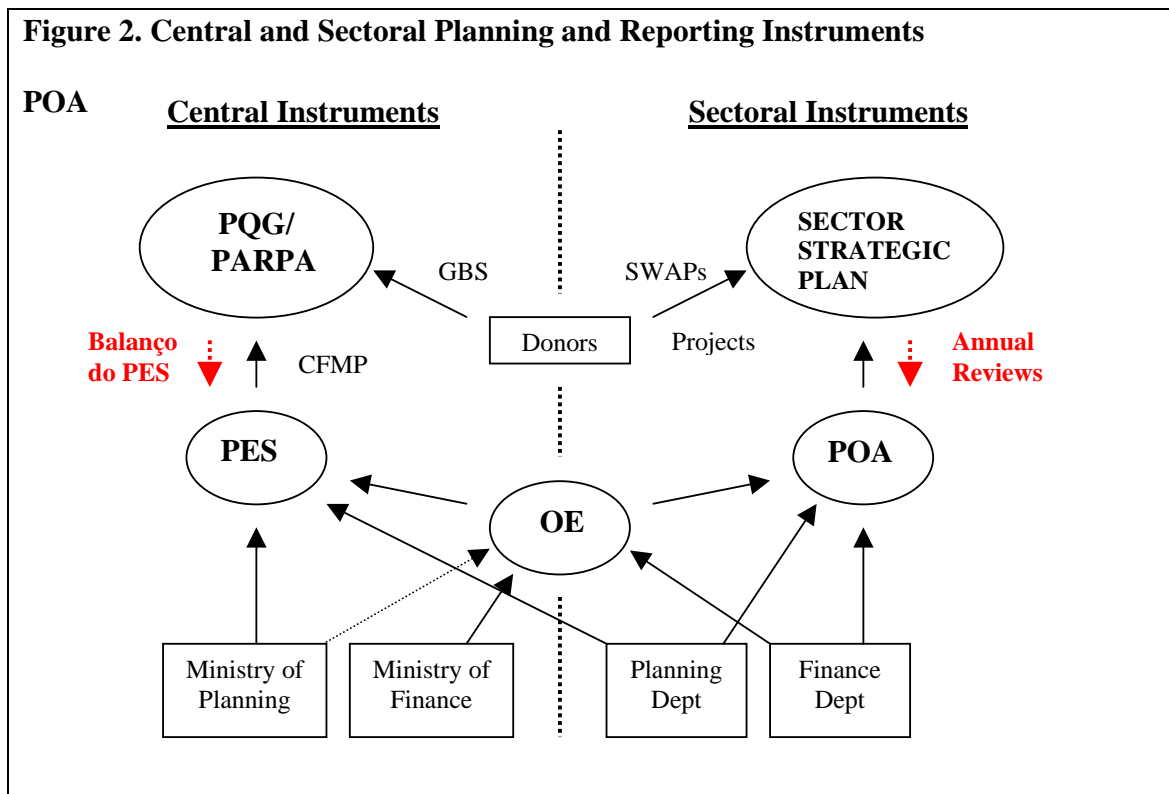 Figure 2. Central and Sectoral Planning and Reporting Instruments
POA
Central Instruments
Sectoral Instruments
PQG/
PARPA
SECTOR
STRATEGIC
PLAN
GBS
SWAPs
Donors
Projects
Balanço
do PES
CFMP
Annual
Reviews
PES
POA
OE
Ministry of
Planning
Ministry of
Finance
Planning
Dept
Finance
Dept